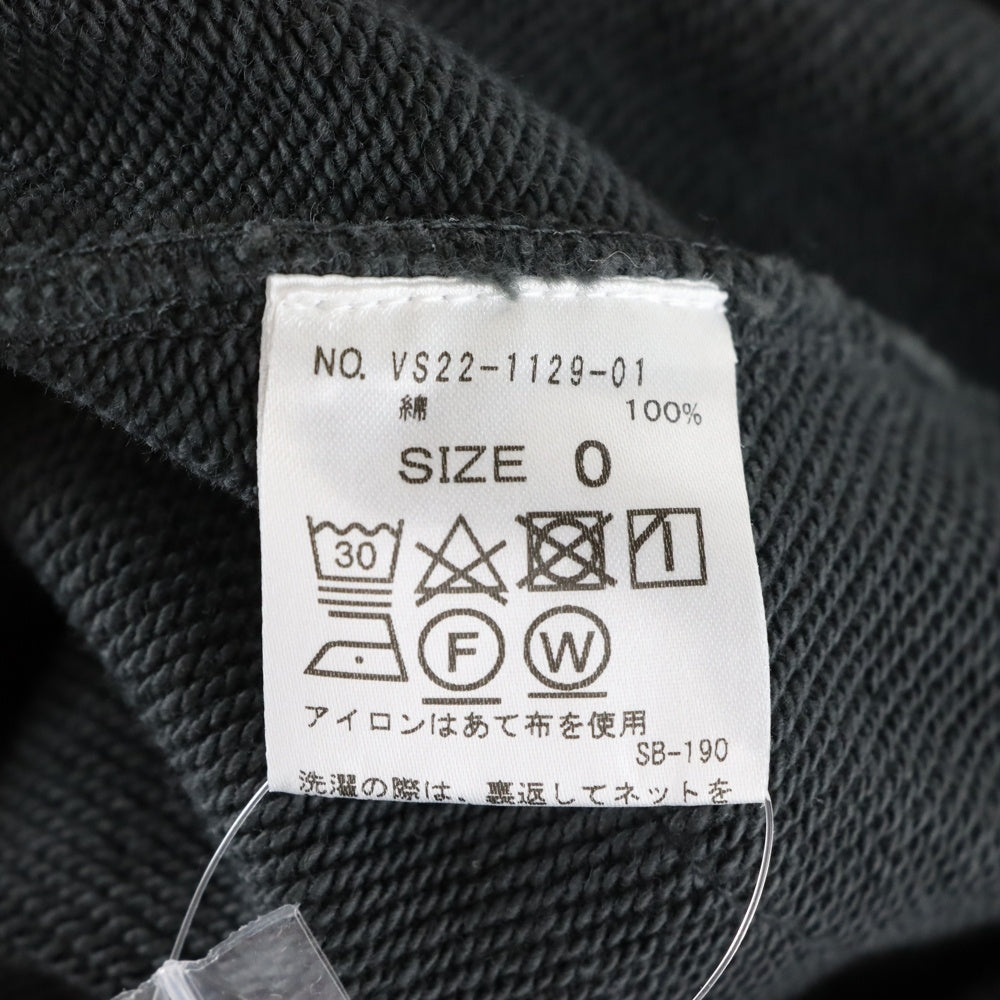 NO. VS22-1129-01
綿 100%
SIZE 0
30
F W
アイロンはあて布を使用
SB-190
洗濯の際は、裏返してネットを